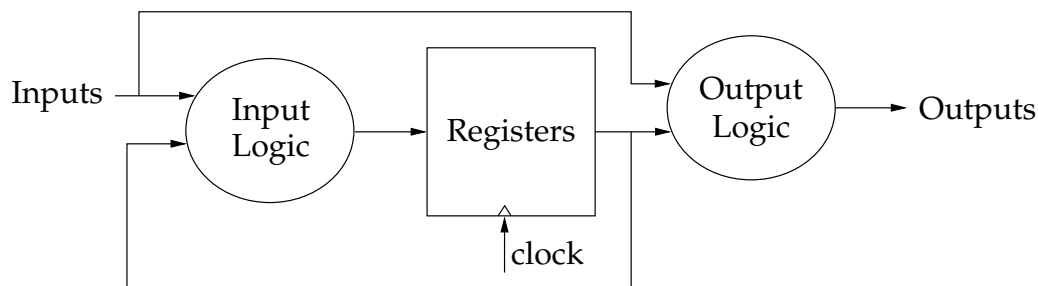 Inputs
Input
Logic
Registers
clock
Output
Logic
Outputs